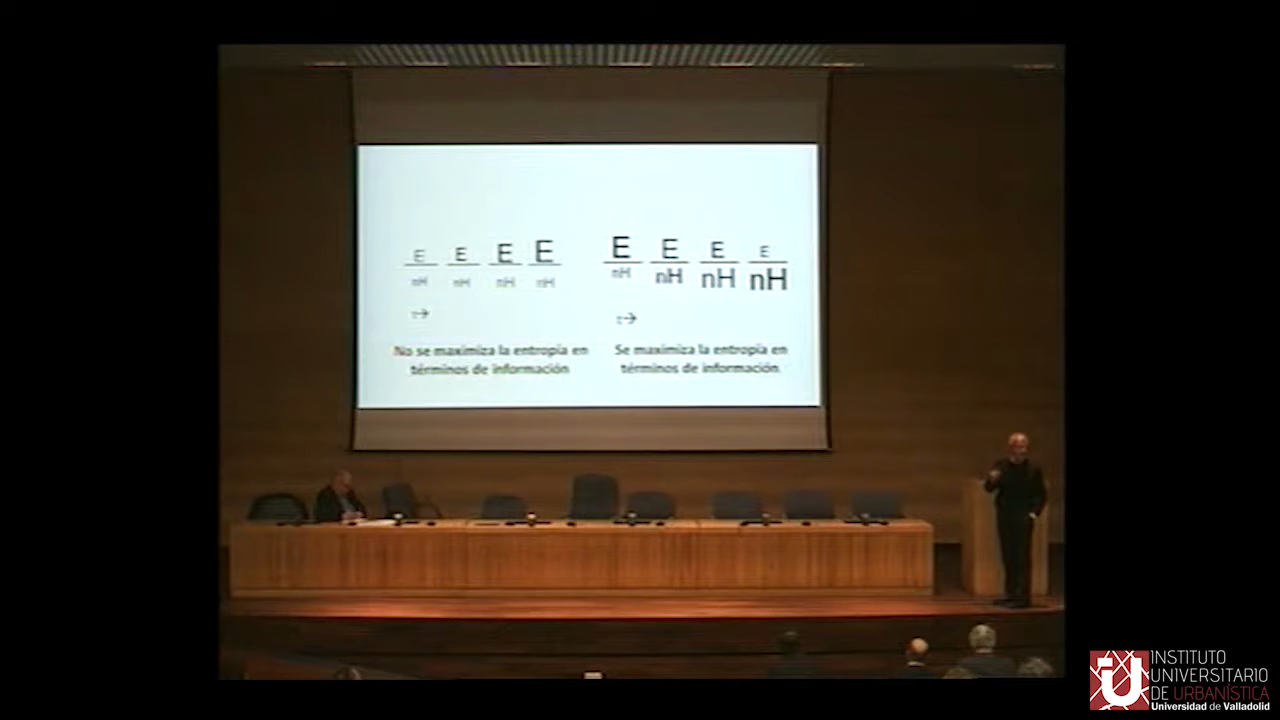 E E E E
nH nH nH nH
t→
No se maximiza la entropía en
términos de información
E E E E
nH nH nH nH
t→
Se maximiza la entropía en
términos de información
INSTITUTO
UNIVERSITARIO
DE URBANÍSTICA
Universidad de Valladolid